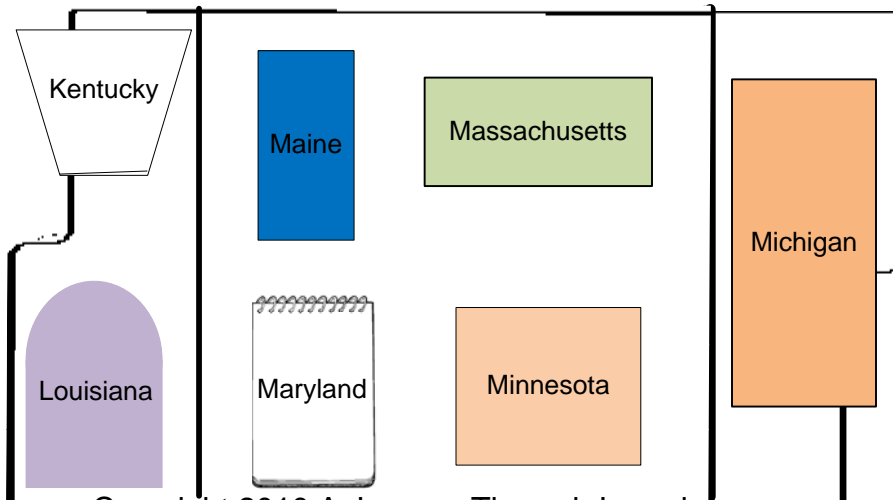 Kentucky
Maine
Massachusetts
Michigan
Louisiana
Maryland
Minnesota